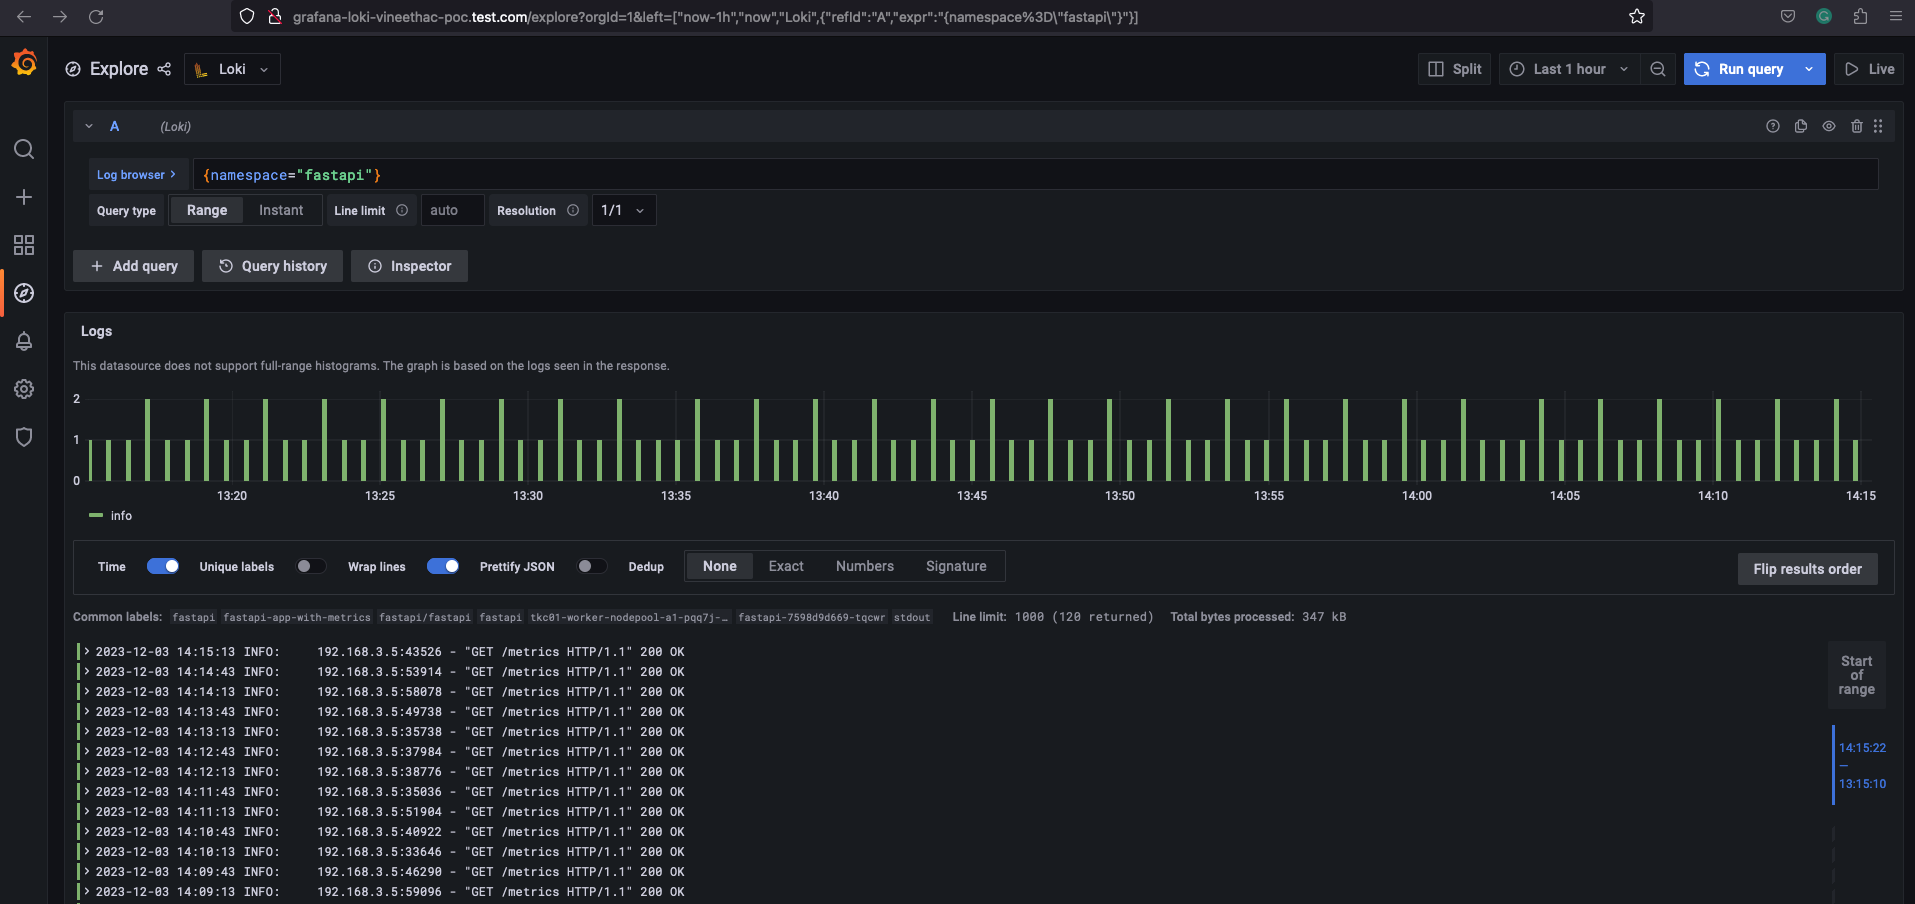 grafana-loki-vineethac-poc.test.com/explore?orgId=1&left=["now-1h","now","Loki",{"refId":"A","expr":"{namespace%3D\"fastapi\"}"}]
Explore Loki Split Last 1 hour Run query Live
A (Loki)
Log browser > {namespace="fastapi"}
Query type Range Instant Line limit auto Resolution 1/1
+ Add query Query history Inspector
Logs
This datasource does not support full-range histograms. The graph is based on the logs seen in the response.
2
1
0
13:20 13:25 13:30 13:35 13:40 13:45 13:50 13:55 14:00 14:05 14:10 14:15
info
Time Unique labels Wrap lines Prettify JSON Dedup None Exact Numbers Signature Flip results order
Common labels: fastapi fastapi-app-with-metrics fastapi/fastapi fastapi tkc01-worker-nodepool-a1-pqq7j-… fastapi-7598d9d669-tqcwr stdout Line limit: 1000 (120 returned) Total bytes processed: 347 kB
> 2023-12-03 14:15:13 INFO: 192.168.3.5:43526 - "GET /metrics HTTP/1.1" 200 OK
> 2023-12-03 14:14:43 INFO: 192.168.3.5:53914 - "GET /metrics HTTP/1.1" 200 OK
> 2023-12-03 14:14:13 INFO: 192.168.3.5:58078 - "GET /metrics HTTP/1.1" 200 OK
> 2023-12-03 14:13:43 INFO: 192.168.3.5:49738 - "GET /metrics HTTP/1.1" 200 OK
> 2023-12-03 14:13:13 INFO: 192.168.3.5:35738 - "GET /metrics HTTP/1.1" 200 OK
> 2023-12-03 14:12:43 INFO: 192.168.3.5:37984 - "GET /metrics HTTP/1.1" 200 OK
> 2023-12-03 14:12:13 INFO: 192.168.3.5:38776 - "GET /metrics HTTP/1.1" 200 OK
> 2023-12-03 14:11:43 INFO: 192.168.3.5:35036 - "GET /metrics HTTP/1.1" 200 OK
> 2023-12-03 14:11:13 INFO: 192.168.3.5:51904 - "GET /metrics HTTP/1.1" 200 OK
> 2023-12-03 14:10:43 INFO: 192.168.3.5:40922 - "GET /metrics HTTP/1.1" 200 OK
> 2023-12-03 14:10:13 INFO: 192.168.3.5:33646 - "GET /metrics HTTP/1.1" 200 OK
> 2023-12-03 14:09:43 INFO: 192.168.3.5:46290 - "GET /metrics HTTP/1.1" 200 OK
> 2023-12-03 14:09:13 INFO: 192.168.3.5:59096 - "GET /metrics HTTP/1.1" 200 OK
Start
of
range
14:15:22
—
13:15:10